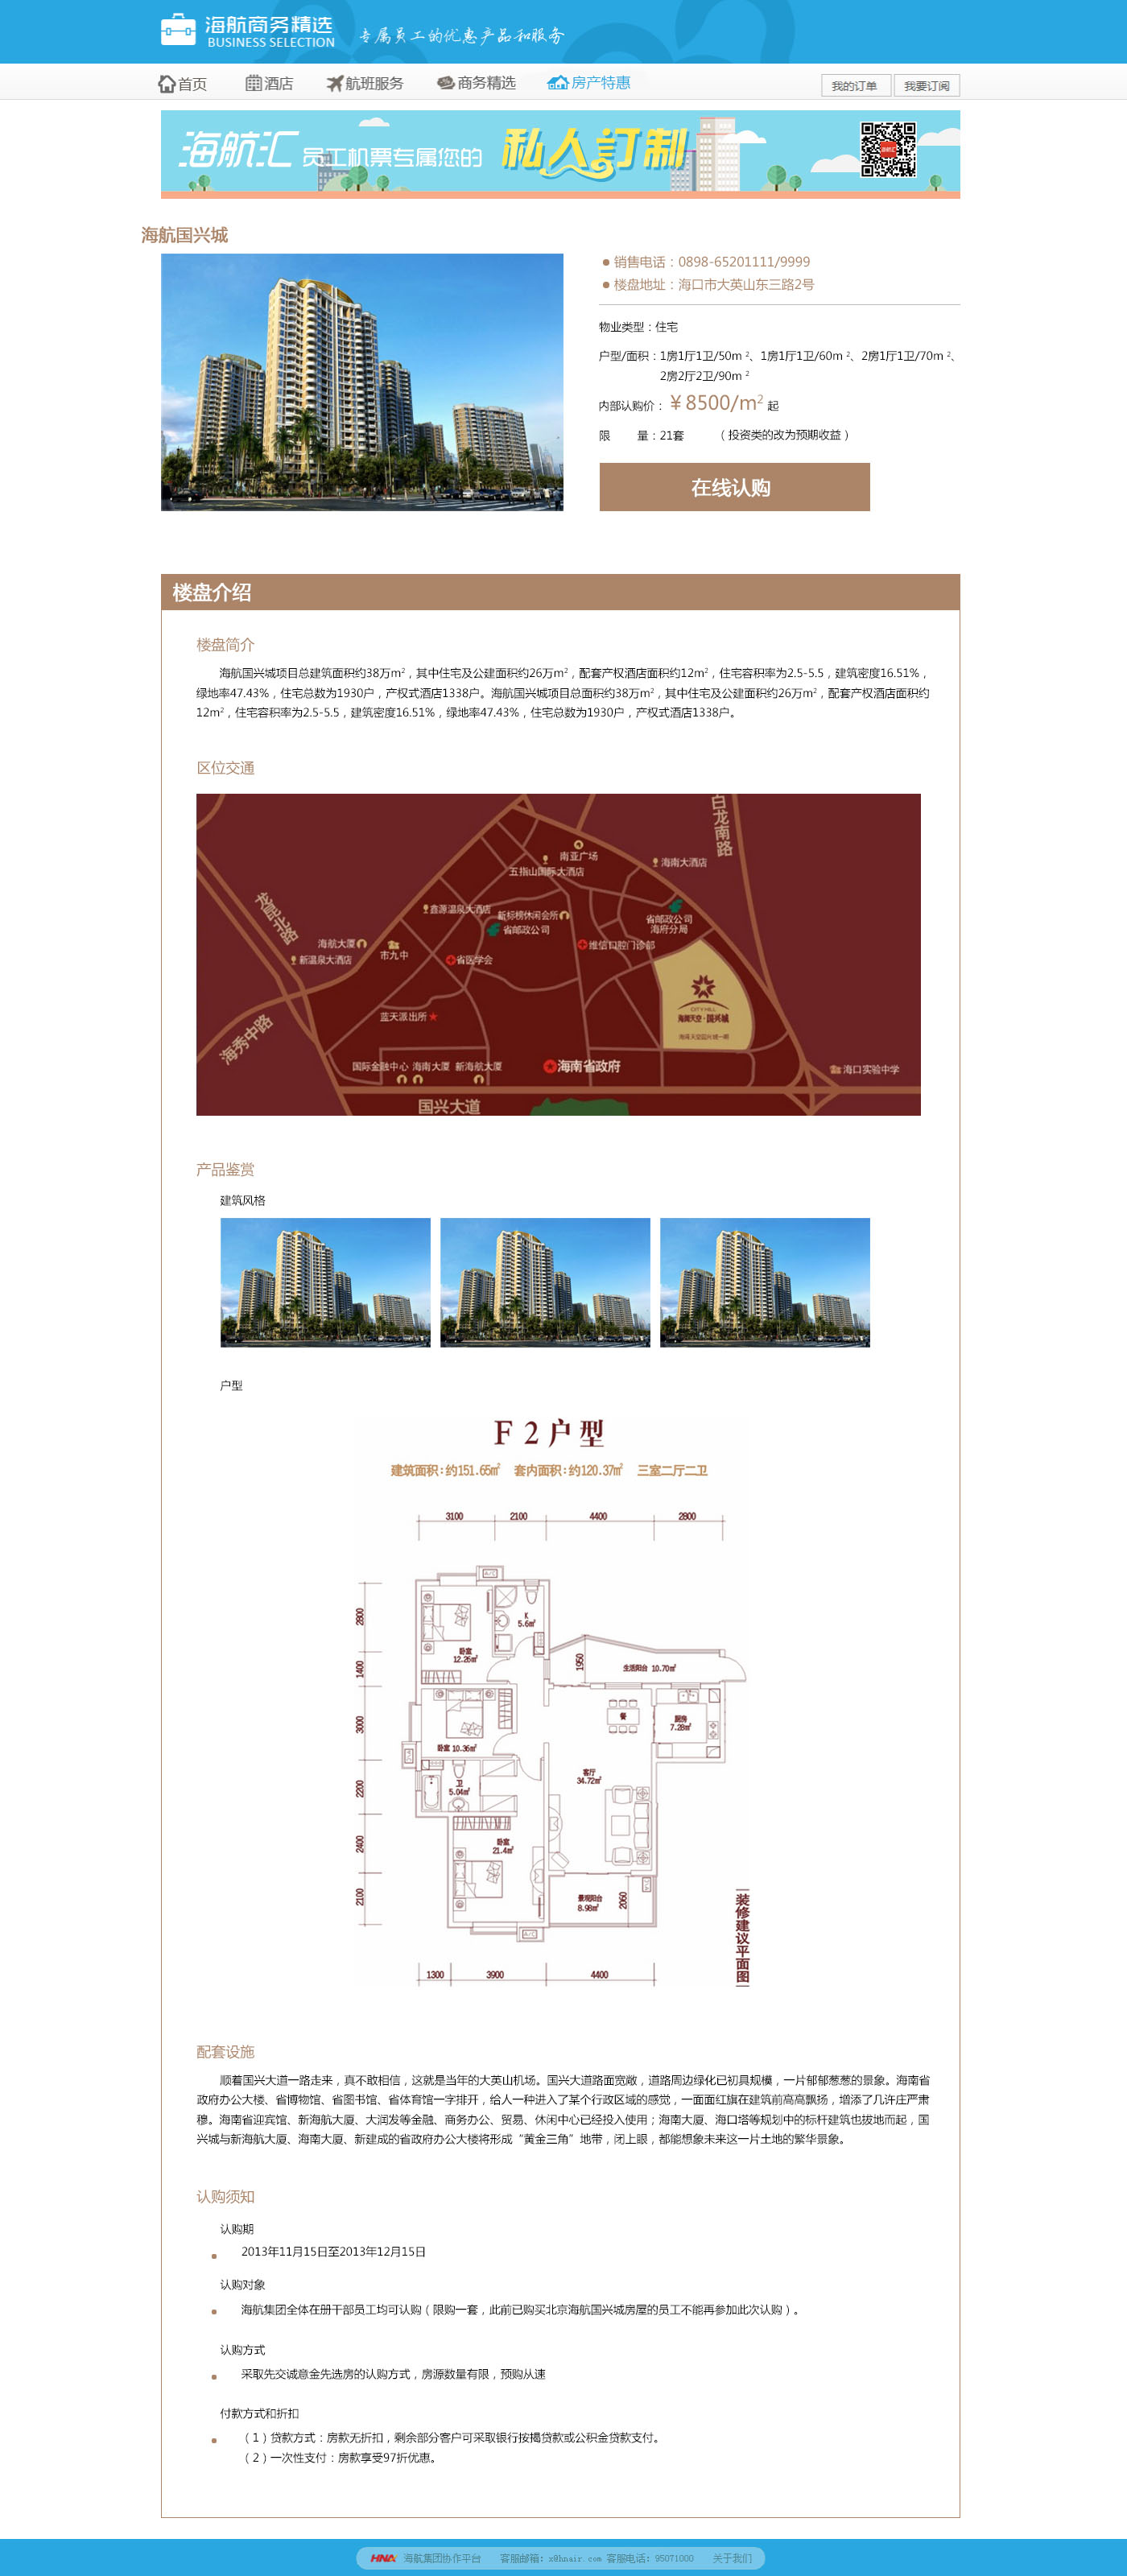 海航商务精选
BUSINESS SELECTION
专属员工的优惠产品和服务
首页 酒店 航班服务 商务精选 房产特惠 我的订单 我要订阅
海航汇 员工机票专属您的 私人订制
海航国兴城
销售电话：0898-65201111/9999
楼盘地址：海口市大英山东三路2号
物业类型：住宅
户型/面积：1房1厅1卫/50m²、1房1厅1卫/60m²、2房1厅1卫/70m²、
2房2厅2卫/90m²
内部认购价：￥8500/m²起
限 量：21套 （投资类的改为预期收益）
在线认购
楼盘介绍
楼盘简介
海航国兴城项目总建筑面积约38万m²，其中住宅及公建面积约26万m²，配套产权酒店面积约12m²，住宅容积率为2.5-5.5，建筑密度16.51%，
绿地率47.43%，住宅总数为1930户，产权式酒店1338户。海航国兴城项目总面积约38万m²，其中住宅及公建面积约26万m²，配套产权酒店面积约
12m²，住宅容积率为2.5-5.5，建筑密度16.51%，绿地率47.43%，住宅总数为1930户，产权式酒店1338户。
区位交通
白龙南路
南亚广场
五指山国际大酒店
海南大酒店
龙昆北路
鑫源温泉大酒店
新标榜休闲会所
省邮政公司
省邮政公司
海府分局
海航大厦
市九中
维信口腔门诊部
新温泉大酒店
省医学会
CITY HILL
海阔天空·国兴城
蓝天派出所
海秀中路
国际金融中心 海南大厦 新海航大厦
海南省政府
海口实验中学
国兴大道
产品鉴赏
建筑风格
户型
F2户型
建筑面积：约151.65㎡ 套内面积：约120.37㎡ 三室二厅二卫
3100 2100 4400 2800
2800
1400
3000
2200
2400
2100
K
5.6㎡
卧室
12.26㎡
1950
生活阳台 10.70㎡
餐
厨房
7.28㎡
卧室 10.36㎡
客厅
34.72㎡
卫
5.04㎡
卧室
21.4㎡
景观阳台
8.98㎡
2060
装修建议平面图
1300 3900 4400
配套设施
顺着国兴大道一路走来，真不敢相信，这就是当年的大英山机场。国兴大道路面宽敞，道路周边绿化已初具规模，一片郁郁葱葱的景象。海南省
政府办公大楼、省博物馆、省图书馆、省体育馆一字排开，给人一种进入了某个行政区域的感觉，一面面红旗在建筑前高高飘扬，增添了几许庄严肃
穆。海南省迎宾馆、新海航大厦、大润发等金融、商务办公、贸易、休闲中心已经投入使用；海南大厦、海口塔等规划中的标杆建筑也拔地而起，国
兴城与新海航大厦、海南大厦、新建成的省政府办公大楼将形成“黄金三角”地带，闭上眼，都能想象未来这一片土地的繁华景象。
认购须知
认购期
2013年11月15日至2013年12月15日
认购对象
海航集团全体在册干部员工均可认购（限购一套，此前已购买北京海航国兴城房屋的员工不能再参加此次认购）。
认购方式
采取先交诚意金先选房的认购方式，房源数量有限，预购从速
付款方式和折扣
（1）贷款方式：房款无折扣，剩余部分客户可采取银行按揭贷款或公积金贷款支付。
（2）一次性支付：房款享受97折优惠。
HNA 海航集团协作平台 客服邮箱：x@hnair.com 客服电话：95071000 关于我们